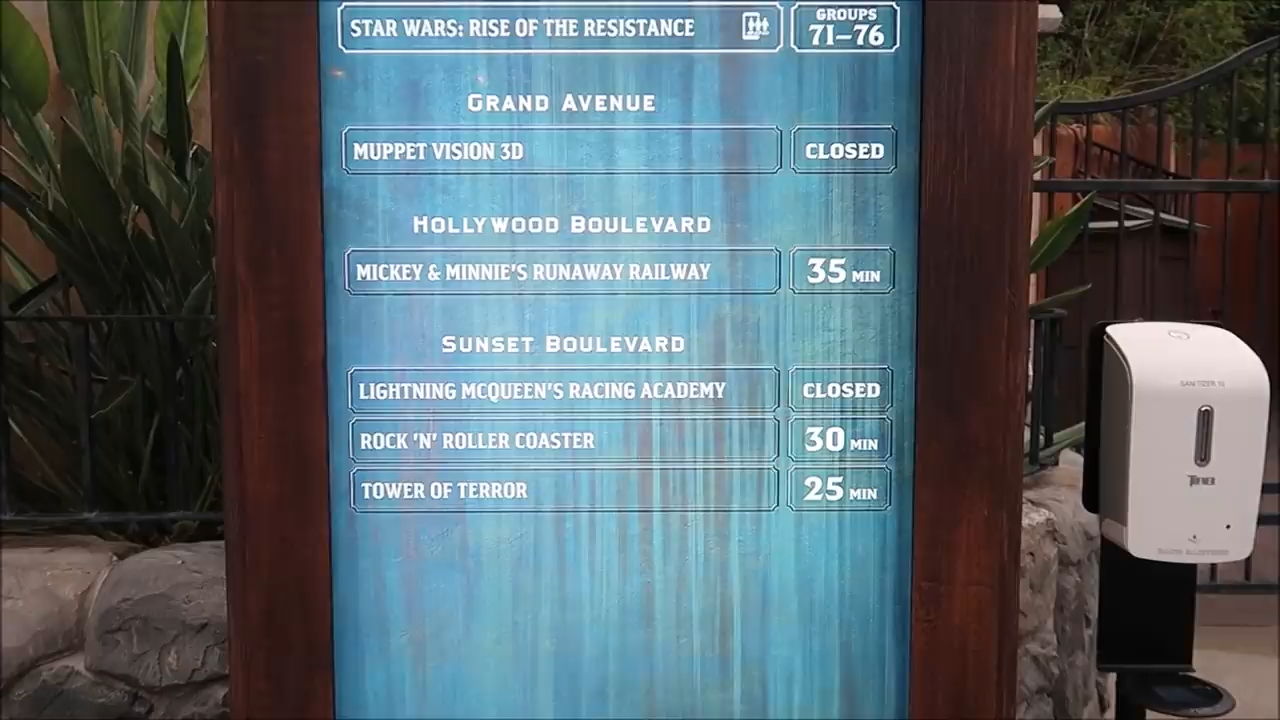 STAR WARS: RISE OF THE RESISTANCE GROUPS 71–76
GRAND AVENUE
MUPPET VISION 3D CLOSED
HOLLYWOOD BOULEVARD
MICKEY & MINNIE'S RUNAWAY RAILWAY 35 MIN
SUNSET BOULEVARD
LIGHTNING MCQUEEN'S RACING ACADEMY CLOSED
ROCK 'N' ROLLER COASTER 30 MIN
TOWER OF TERROR 25 MIN